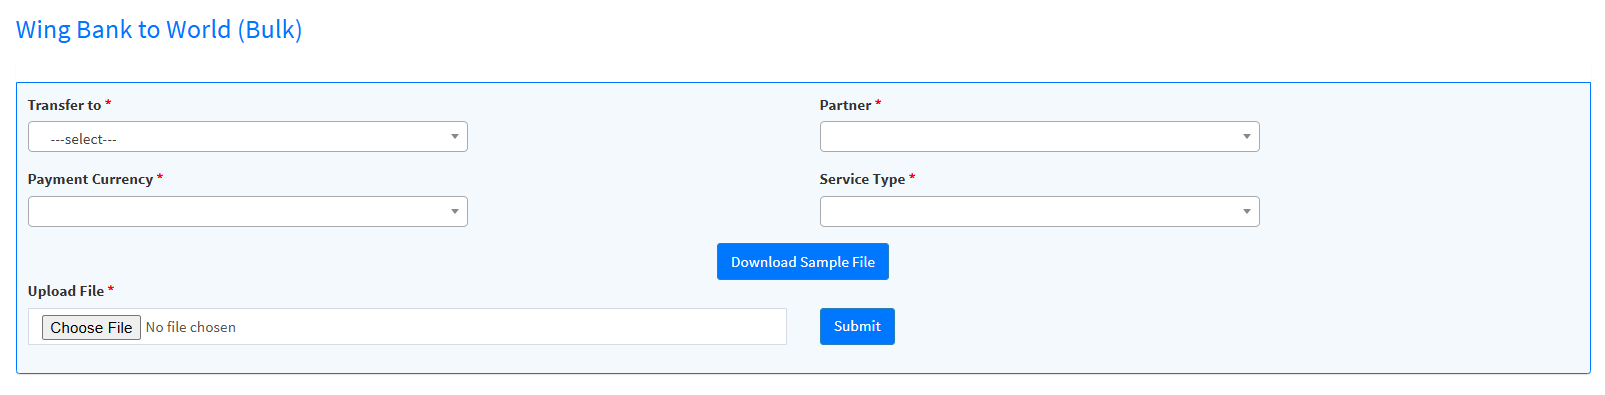 Wing Bank to World (Bulk)
Transfer to * Partner *
---select---
Payment Currency * Service Type *
Download Sample File
Upload File *
Choose File No file chosen Submit